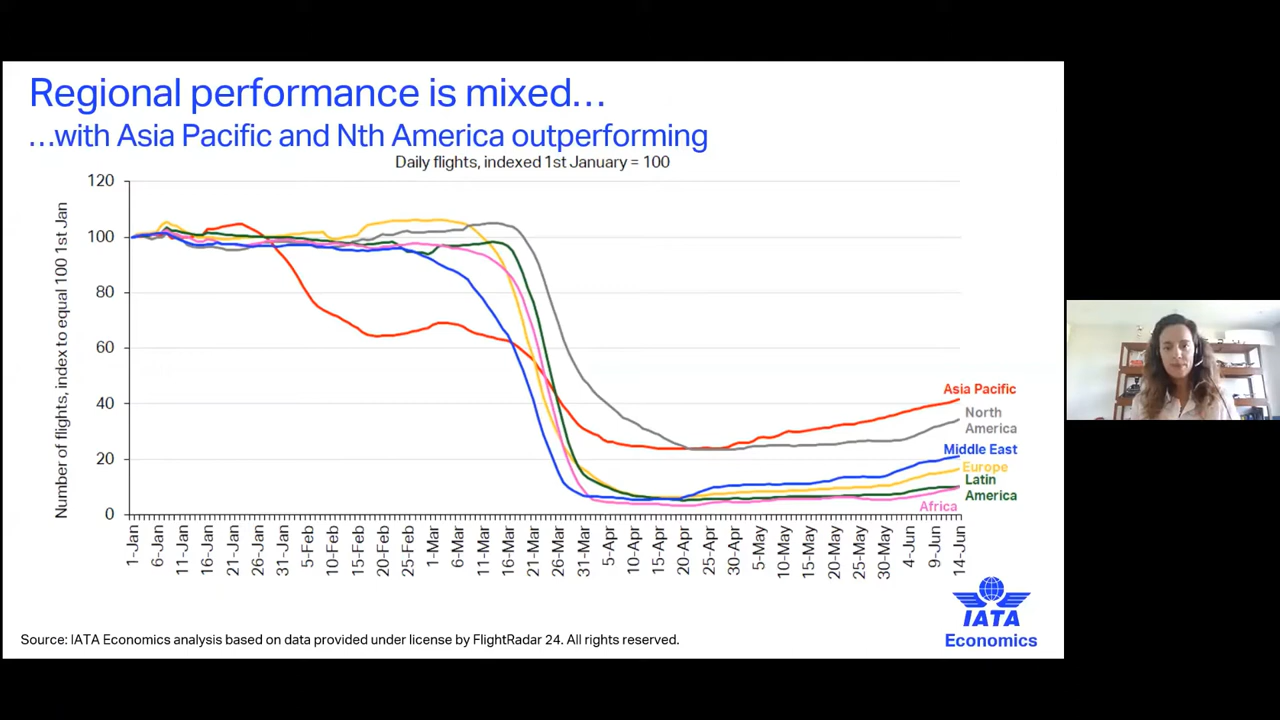 Regional performance is mixed…
…with Asia Pacific and Nth America outperforming
Daily flights, indexed 1st January = 100
Number of flights, index to equal 100 1st Jan
120
100
80
60
40
20
0
Asia Pacific
North
America
Middle East
Europe
Latin
America
Africa
1-Jan
6-Jan
11-Jan
16-Jan
21-Jan
26-Jan
31-Jan
5-Feb
10-Feb
15-Feb
20-Feb
25-Feb
1-Mar
6-Mar
11-Mar
16-Mar
21-Mar
26-Mar
31-Mar
5-Apr
10-Apr
15-Apr
20-Apr
25-Apr
30-Apr
5-May
10-May
15-May
20-May
25-May
30-May
4-Jun
9-Jun
14-Jun
IATA
Economics
Source: IATA Economics analysis based on data provided under license by FlightRadar 24. All rights reserved.